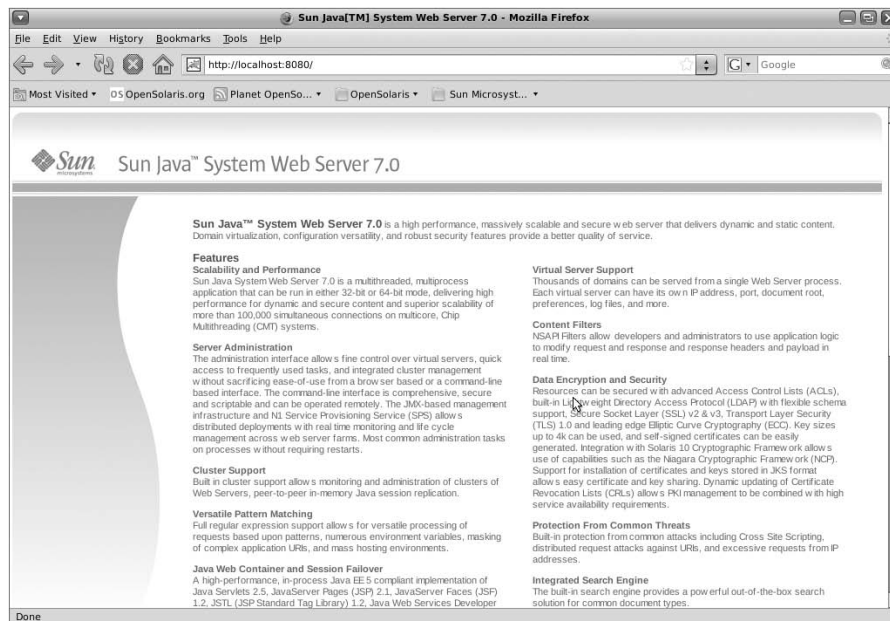 Sun Java[TM] System Web Server 7.0 - Mozilla Firefox
File Edit View History Bookmarks Tools Help
http://localhost:8080/
G Google
Most Visited OS OpenSolaris.org Planet OpenSo... OpenSolaris Sun Microsyst...
Sun microsystems
Sun Java™ System Web Server 7.0
Sun Java™ System Web Server 7.0 is a high performance, massively scalable and secure web server that delivers dynamic and static content.
Domain virtualization, configuration versatility, and robust security features provide a better quality of service.
Features
Scalability and Performance
Sun Java System Web Server 7.0 is a multithreaded, multiprocess
application that can be run in either 32-bit or 64-bit mode, delivering high
performance for dynamic and secure content and superior scalability of
more than 100,000 simultaneous connections on multicore, Chip
Multithreading (CMT) systems.
Server Administration
The administration interface allows fine control over virtual servers, quick
access to frequently used tasks, and integrated cluster management
without sacrificing ease-of-use from a browser based or a command-line
based interface. The command-line interface is comprehensive, secure
and scriptable and can be operated remotely. The JMX-based management
infrastructure and N1 Service Provisioning Service (SPS) allows
distributed deployments with real time monitoring and life cycle
management across web server farms. Most common administration tasks
on processes without requiring restarts.
Cluster Support
Built in cluster support allows monitoring and administration of clusters of
Web Servers, peer-to-peer in-memory Java session replication.
Versatile Pattern Matching
Full regular expression support allows for versatile processing of
requests based upon patterns, numerous environment variables, masking
of complex application URIs, and mass hosting environments.
Java Web Container and Session Failover
A high-performance, in-process Java EE 5 compliant implementation of
Java Servlets 2.5, JavaServer Pages (JSP) 2.1, JavaServer Faces (JSF)
1.2, JSTL (JSP Standard Tag Library) 1.2, Java Web Services Developer
Virtual Server Support
Thousands of domains can be served from a single Web Server process.
Each virtual server can have its own IP address, port, document root,
preferences, log files, and more.
Content Filters
NSAPI Filters allow developers and administrators to use application logic
to modify request and response and response headers and payload in
real time.
Data Encryption and Security
Resources can be secured with advanced Access Control Lists (ACLs),
built-in Lightweight Directory Access Protocol (LDAP) with flexible schema
support, Secure Socket Layer (SSL) v2 & v3, Transport Layer Security
(TLS) 1.0 and leading edge Elliptic Curve Cryptography (ECC). Key sizes
up to 4k can be used, and self-signed certificates can be easily
generated. Integration with Solaris 10 Cryptographic Framework allows
use of capabilities such as the Niagara Cryptographic Framework (NCP).
Support for installation of certificates and keys stored in JKS format
allows easy certificate and key sharing. Dynamic updating of Certificate
Revocation Lists (CRLs) allows PKI management to be combined with high
service availability requirements.
Protection From Common Threats
Built-in protection from common attacks including Cross Site Scripting,
distributed request attacks against URIs, and excessive requests from IP
addresses.
Integrated Search Engine
The built-in search engine provides a powerful out-of-the-box search
solution for common document types.
Done